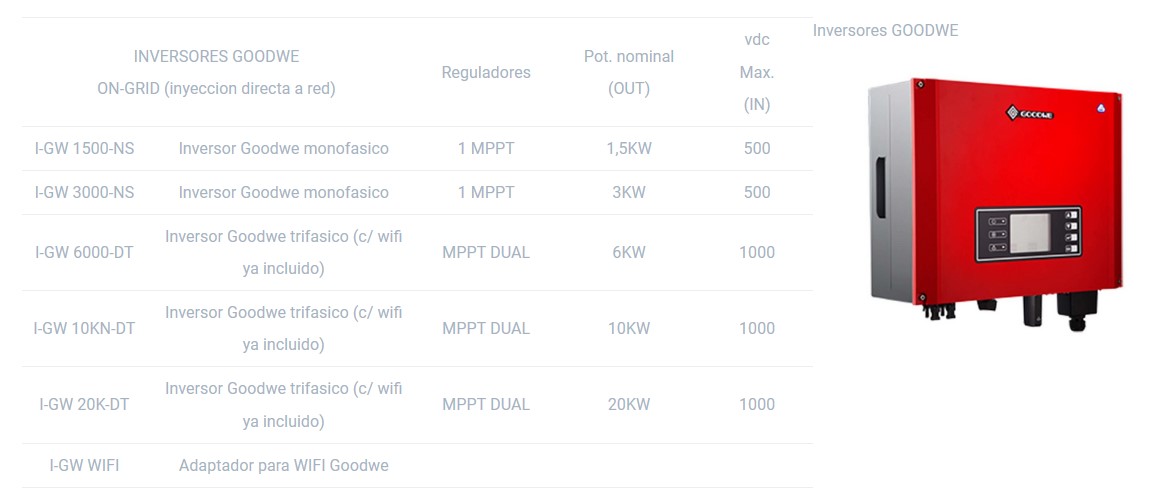 INVERSORES GOODWE
ON-GRID (inyeccion directa a red)
Reguladores
Pot. nominal
(OUT)
vdc
Max.
(IN)
I-GW 1500-NS Inversor Goodwe monofasico 1 MPPT 1,5KW 500
I-GW 3000-NS Inversor Goodwe monofasico 1 MPPT 3KW 500
I-GW 6000-DT Inversor Goodwe trifasico (c/ wifi
ya incluido) MPPT DUAL 6KW 1000
I-GW 10KN-DT Inversor Goodwe trifasico (c/ wifi
ya incluido) MPPT DUAL 10KW 1000
I-GW 20K-DT Inversor Goodwe trifasico (c/ wifi
ya incluido) MPPT DUAL 20KW 1000
I-GW WIFI Adaptador para WIFI Goodwe
Inversores GOODWE
GOODWE